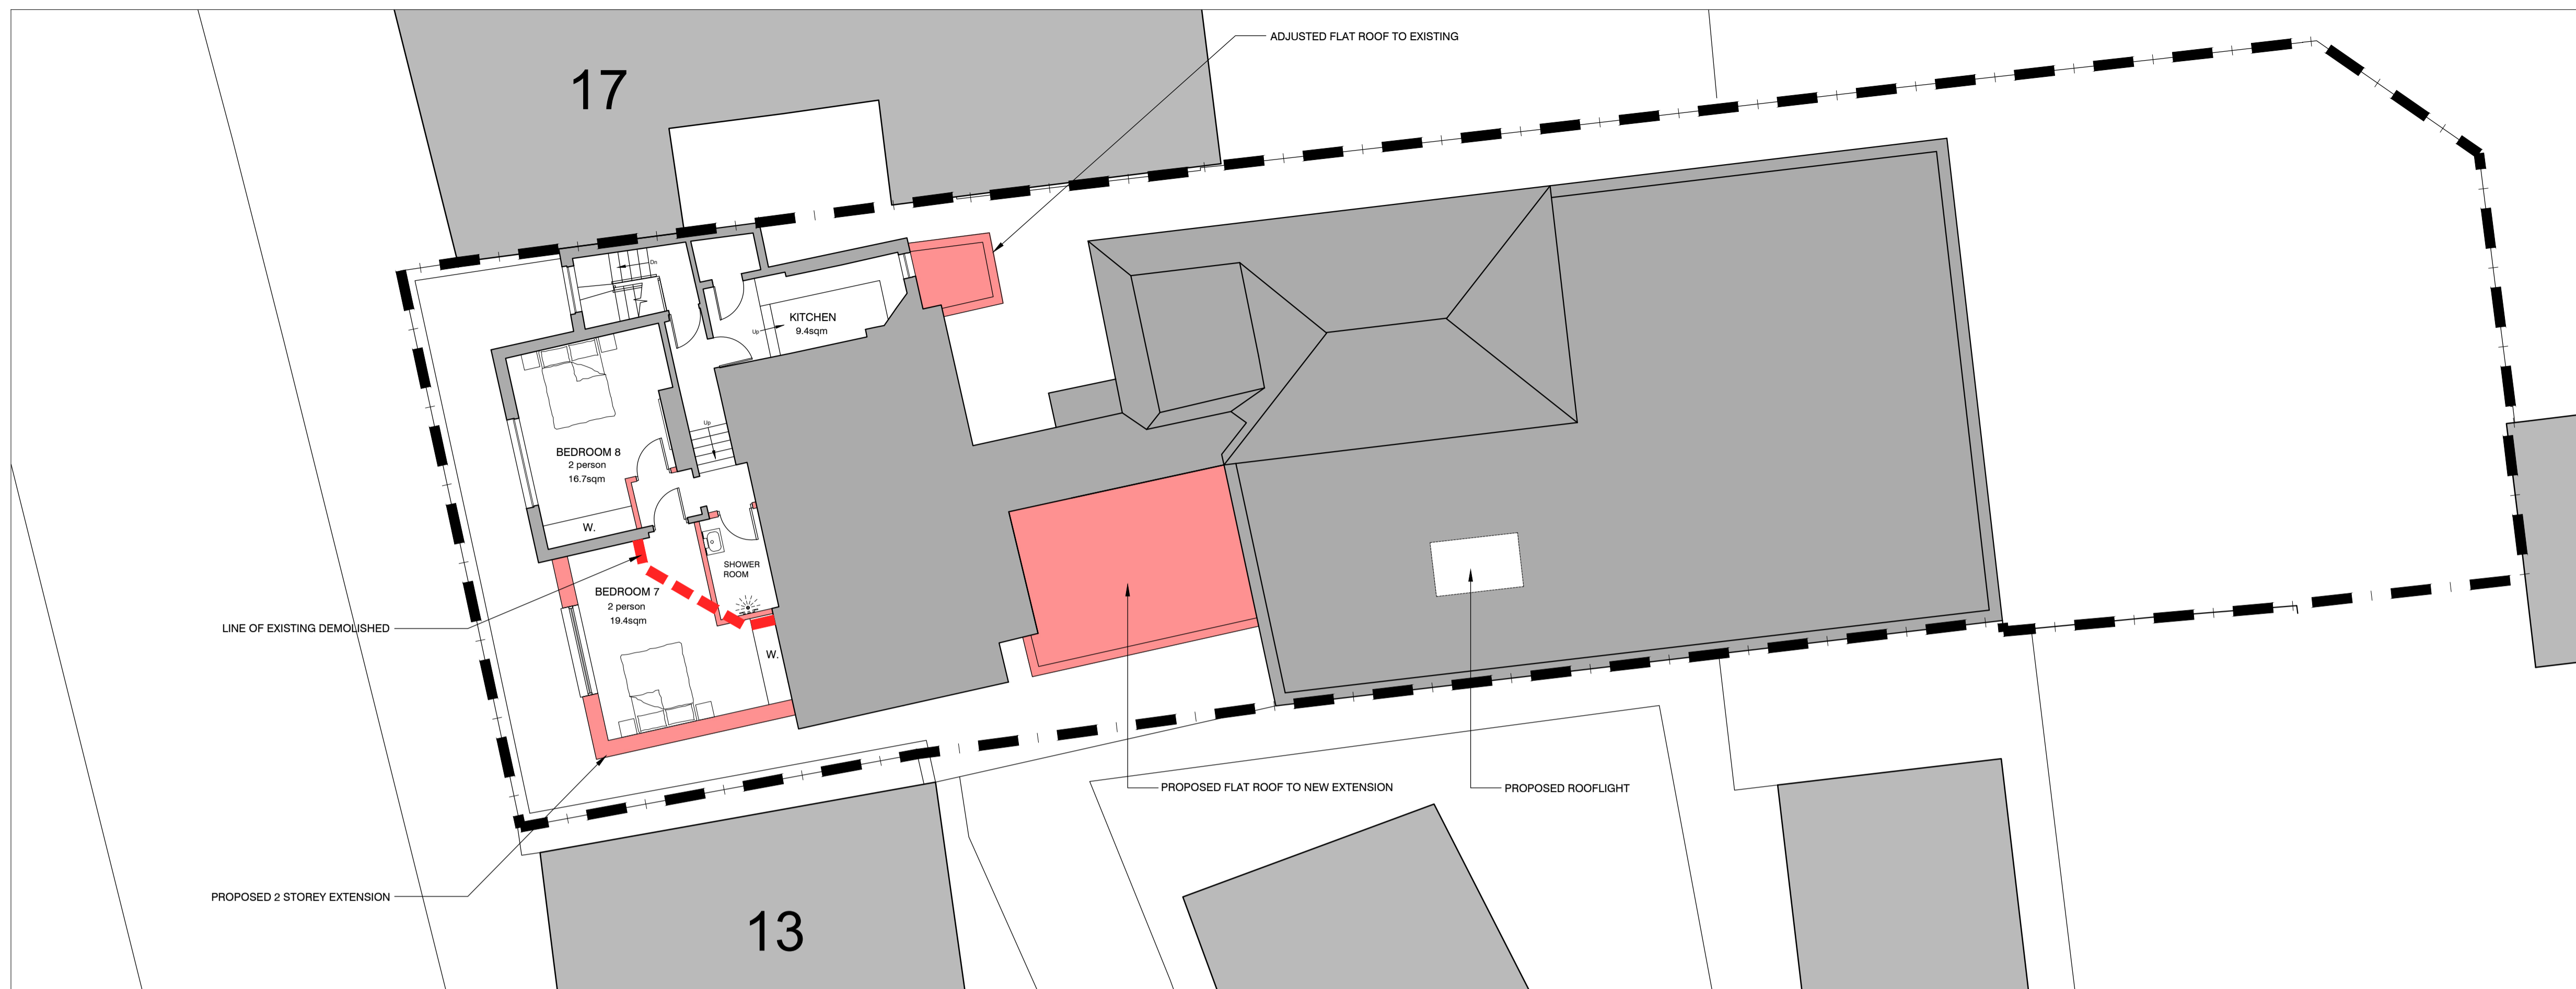 ADJUSTED FLAT ROOF TO EXISTING
17
Dn
KITCHEN
9.4sqm
Up
Up
BEDROOM 8
2 person
16.7sqm
W.
SHOWER
ROOM
BEDROOM 7
2 person
19.4sqm
W.
LINE OF EXISTING DEMOLISHED
PROPOSED FLAT ROOF TO NEW EXTENSION
PROPOSED ROOFLIGHT
PROPOSED 2 STOREY EXTENSION
13